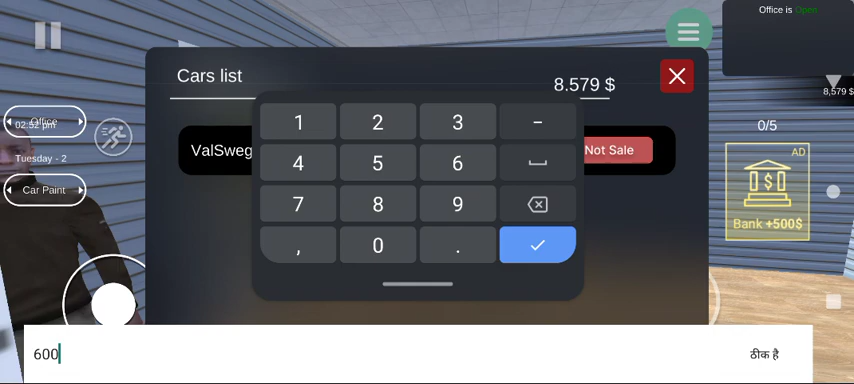 Office is Open
Cars list
8.579 $
8,579 $
Office
02:52 pm
Tuesday - 2
Car Paint
ValSweg
Not Sale
0/5
AD
Bank +500$
1 2 3 -
4 5 6
7 8 9
, 0 .
600
ठीक है